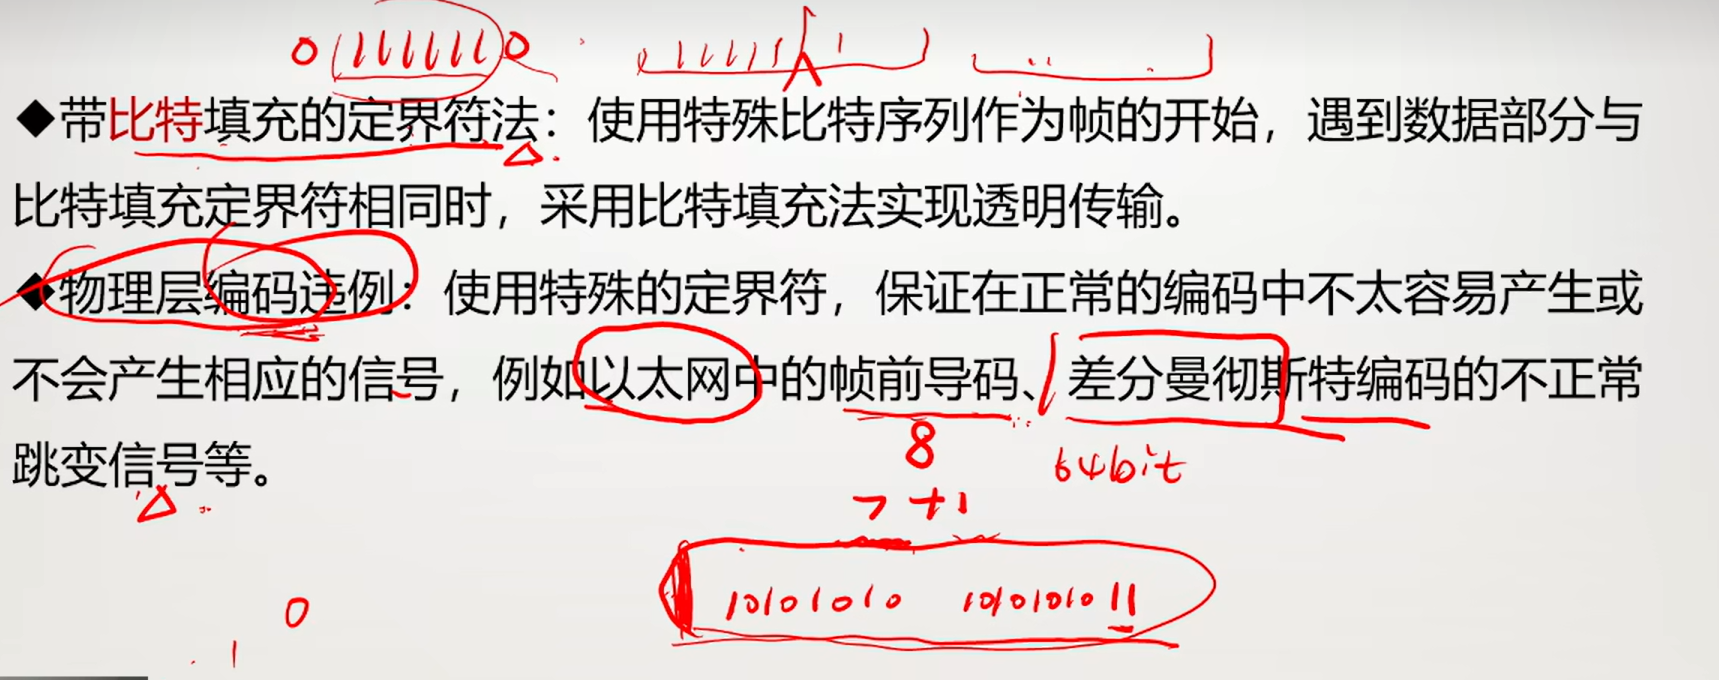 0 1111111 0
11111 1
◆带比特填充的定界符法：使用特殊比特序列作为帧的开始，遇到数据部分与
比特填充定界符相同时，采用比特填充法实现透明传输。
◆物理层编码违例：使用特殊的定界符，保证在正常的编码中不太容易产生或
不会产生相应的信号，例如以太网中的帧前导码、差分曼彻斯特编码的不正常
跳变信号等。
8 64bit
7+1
10101010 1010101011
0
1